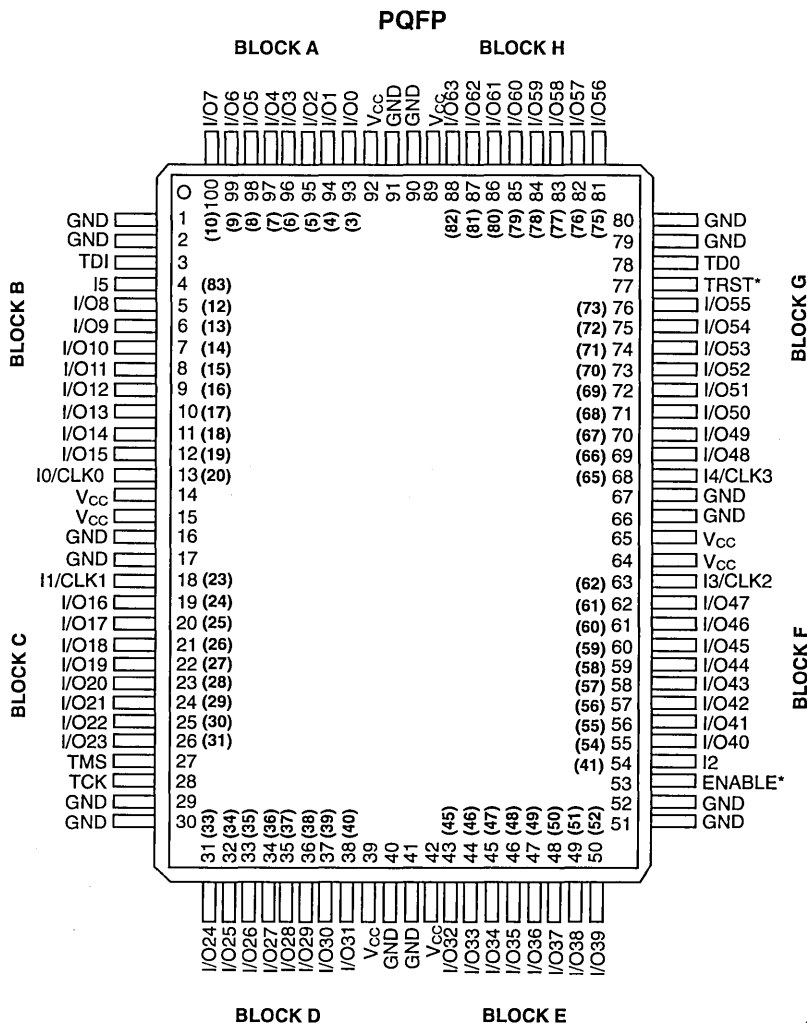 PQFP
BLOCK A BLOCK H
I/O7 I/O6 I/O5 I/O4 I/O3 I/O2 I/O1 I/O0 Vcc GND GND Vcc I/O63 I/O62 I/O61 I/O60 I/O59 I/O58 I/O57 I/O56
100 99 98 97 96 95 94 93 92 91 90 89 88 87 86 85 84 83 82 81
(10) (9) (8) (7) (6) (5) (4) (3) (82) (81) (80) (79) (78) (77) (76) (75)
BLOCK B
BLOCK C
GND 1
GND 2
TDI 3
I5 4 (83)
I/O8 5 (12)
I/O9 6 (13)
I/O10 7 (14)
I/O11 8 (15)
I/O12 9 (16)
I/O13 10 (17)
I/O14 11 (18)
I/O15 12 (19)
I0/CLK0 13 (20)
Vcc 14
Vcc 15
GND 16
GND 17
I1/CLK1 18 (23)
I/O16 19 (24)
I/O17 20 (25)
I/O18 21 (26)
I/O19 22 (27)
I/O20 23 (28)
I/O21 24 (29)
I/O22 25 (30)
I/O23 26 (31)
TMS 27
TCK 28
GND 29
GND 30
80 GND
79 GND
78 TD0
77 TRST*
(73) 76 I/O55
(72) 75 I/O54
(71) 74 I/O53
(70) 73 I/O52
(69) 72 I/O51
(68) 71 I/O50
(67) 70 I/O49
(66) 69 I/O48
(65) 68 I4/CLK3
67 GND
66 GND
65 Vcc
64 Vcc
(62) 63 I3/CLK2
(61) 62 I/O47
(60) 61 I/O46
(59) 60 I/O45
(58) 59 I/O44
(57) 58 I/O43
(56) 57 I/O42
(55) 56 I/O41
(54) 55 I/O40
(41) 54 I2
53 ENABLE*
52 GND
51 GND
BLOCK G
BLOCK F
(33) (34) (35) (36) (37) (38) (39) (40) (45) (46) (47) (48) (49) (50) (51) (52)
31 32 33 34 35 36 37 38 39 40 41 42 43 44 45 46 47 48 49 50
I/O24 I/O25 I/O26 I/O27 I/O28 I/O29 I/O30 I/O31 Vcc GND GND Vcc I/O32 I/O33 I/O34 I/O35 I/O36 I/O37 I/O38 I/O39
BLOCK D BLOCK E